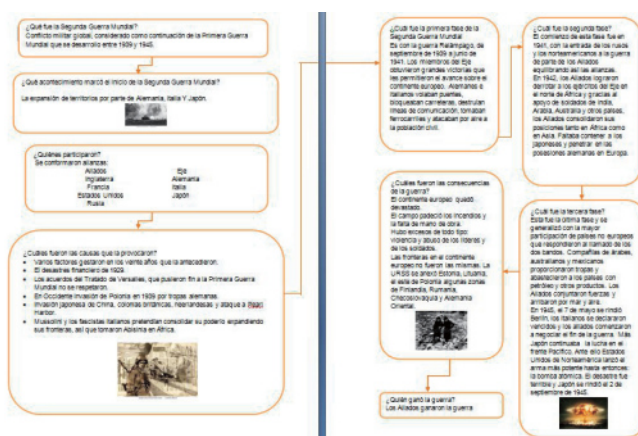 ¿Qué fue la Segunda Guerra Mundial?
Conflicto militar global, considerado como continuación de la Primera Guerra
Mundial que se desarrollo entre 1939 y 1945.
¿Qué acontecimiento marcó el inicio de la Segunda Guerra Mundial?
La expansión de territorios por parte de Alemania, Italia Y Japón.
¿Quiénes participaron?
Se conformaron alianzas:
Aliados Eje
Inglaterra Alemania
Francia Italia
Estados Unidos Japón
Rusia
¿Cuáles fueron las causas que la provocaron?
• Varios factores gestaron en los veinte años que la antecedieron.
• El desastres financiero de 1929.
• Los acuerdos del Tratado de Versalles, que pusieron fin a la Primera Guerra
Mundial no se respetaron.
• En Occidente invasión de Polonia en 1939 por tropas alemanas.
• Invasión japonesa de China, colonias británicas, neerlandesas y ataque a Pearl
harbor.
• Mussolini y los fascistas italianos pretendían consolidar su poderío expandiendo
sus fronteras, así que tomaron Abisinia en África.
¿Cuál fue la primera fase de la
Segunda Guerra Mundial
Es con la guerra Relámpago, de
septiembre de 1939 a junio de
1941. Los miembros del Eje
obtuvieron grandes victorias que
les permitieron el avance sobre el
continente europeo. Alemanes e
italianos volaban puentes,
bloqueaban carreteras, destruían
líneas de comunicación, tomaban
ferrocarriles y atacaban por aire a
la población civil.
¿Cuál fue la segunda fase?
El comienzo de esta fase fue en
1941, con la entrada de los rusos
y los norteamericanos a la guerra
de parte de los Aliados
equilibrando así las alianzas.
En 1942, los Aliados lograron
derrotar a los ejércitos del Eje en
el norte de África y gracias al
apoyo de soldados de India,
Arabia, Australia y otros países,
los Aliados consolidaron sus
posiciones tanto en África como
en Asia. Faltaba contener a los
japoneses y penetrar en las
posesiones alemanas en Europa.
¿Cuál fue la tercera fase?
Esta fue la última fase y se
generalizó con la mayor
participación de países no europeos
que respondieron al llamado de los
dos bandos. Compañías de árabes,
australianos y mexicanos
proporcionaron tropas y
abastecieron a los países con
petróleo y otros productos. Los
Aliados conjuntaron fuerzas y
arribaron por mar y aire.
En 1945, el 7 de mayo se rindió
Berlín, los italianos se declararon
vencidos y los aliados comenzaron
a negociar el fin de la guerra. Más
Japón continuaba la lucha en el
frente Pacífico. Ante ello Estados
Unidos de Norteamérica lanzó el
arma más potente hasta entonces:
la bomba atómica. El desastre fue
terrible y Japón se rindió el 2 de
septiembre de 1945.
¿Cuáles fueron las consecuencias
de la guerra?
El continente europeo quedó
devastado.
El campo padeció los incendios y
la falta de mano de obra.
Hubo excesos de todo tipo:
violencia y abuso de los líderes y
de los soldados.
Las fronteras en el continente
europeo no fueron las mismas. La
URSS se anexó Estonia, Lituania,
el este de Polonia algunas zonas
de Finlandia, Rumania,
Checoslovaquia y Alemania
Oriental.
¿Quién ganó la guerra?
Los Aliados ganaron la guerra